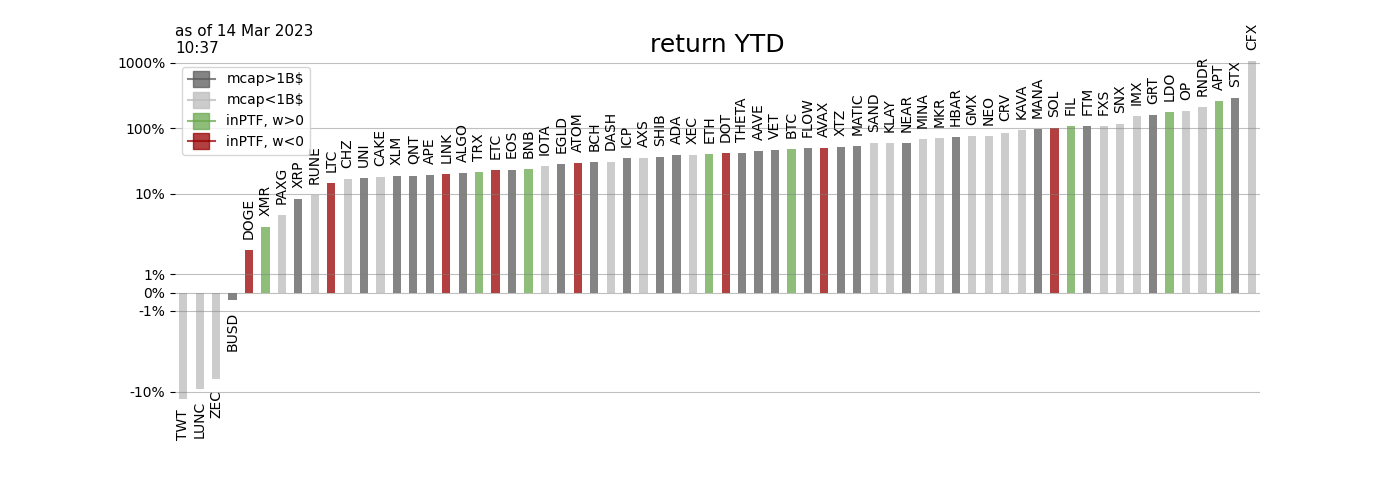 as of 14 Mar 2023
10:37
return YTD
1000%
100%
10%
1%
0%
-1%
-10%
mcap>1B$
mcap<1B$
inPTF, w>0
inPTF, w<0
TWT
LUNC
ZEC
BUSD
DOGE
XMR
PAXG
XRP
RUNE
LTC
CHZ
UNI
CAKE
XLM
QNT
APE
LINK
ALGO
TRX
ETC
EOS
BNB
IOTA
EGLD
ATOM
BCH
DASH
ICP
AXS
SHIB
ADA
XEC
ETH
DOT
THETA
AAVE
VET
BTC
FLOW
AVAX
XTZ
MATIC
SAND
KLAY
NEAR
MINA
MKR
HBAR
GMX
NEO
CRV
KAVA
MANA
SOL
FIL
FTM
FXS
SNX
IMX
GRT
LDO
OP
RNDR
APT
STX
CFX